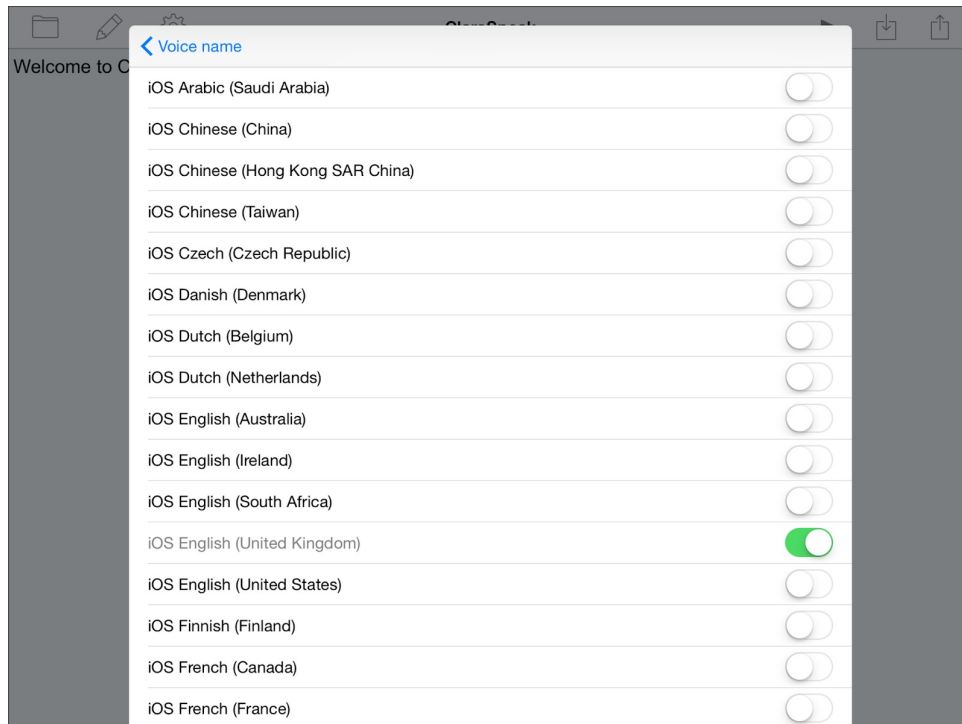 Welcome to C
Voice name
iOS Arabic (Saudi Arabia)
iOS Chinese (China)
iOS Chinese (Hong Kong SAR China)
iOS Chinese (Taiwan)
iOS Czech (Czech Republic)
iOS Danish (Denmark)
iOS Dutch (Belgium)
iOS Dutch (Netherlands)
iOS English (Australia)
iOS English (Ireland)
iOS English (South Africa)
iOS English (United Kingdom)
iOS English (United States)
iOS Finnish (Finland)
iOS French (Canada)
iOS French (France)